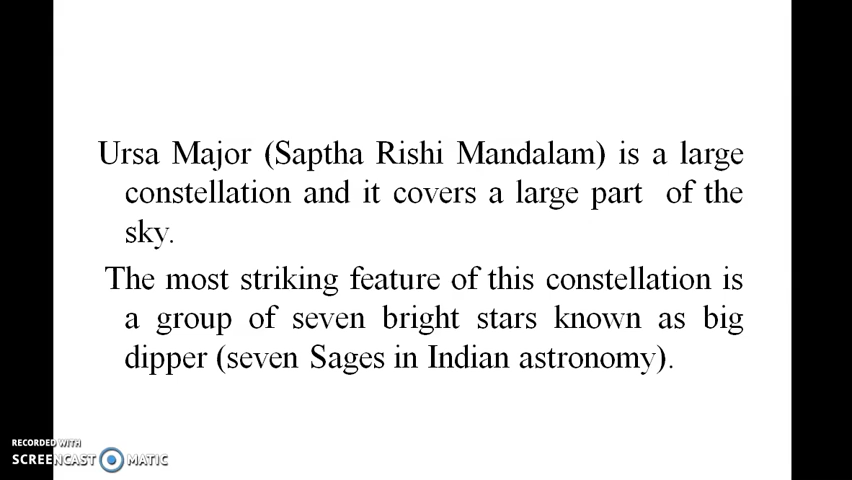 Ursa Major (Saptha Rishi Mandalam) is a large
constellation and it covers a large part of the
sky.
The most striking feature of this constellation is
a group of seven bright stars known as big
dipper (seven Sages in Indian astronomy).
RECORDED WITH
SCREENCAST MATIC